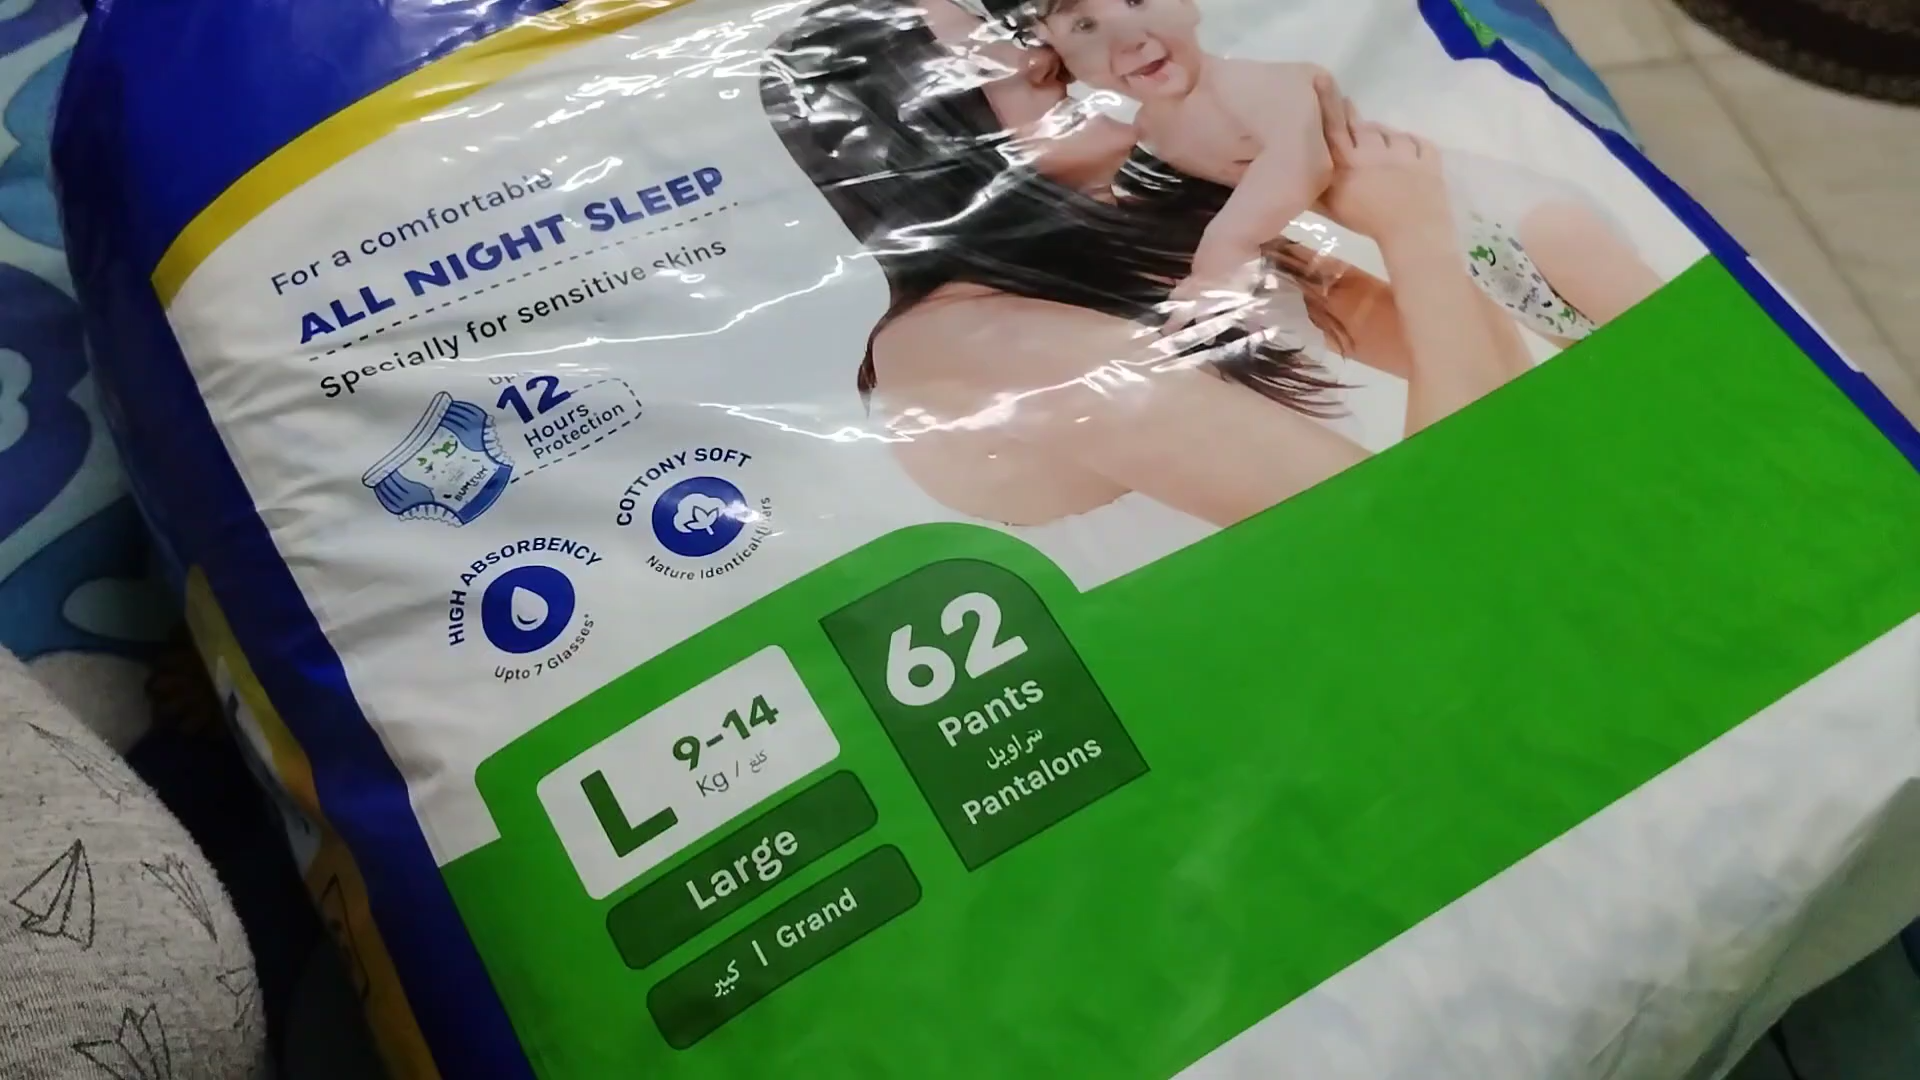 For a comfortable
ALL NIGHT SLEEP
Specially for sensitive skins
12
Hours
Protection
BUMTUM
COTTONY SOFT
Nature Identical fibers
HIGH ABSORBENCY
Upto 7 Glasses*
L 9-14
Kg / كلغ
Large
كبير | Grand
62
Pants
سراويل
Pantalons